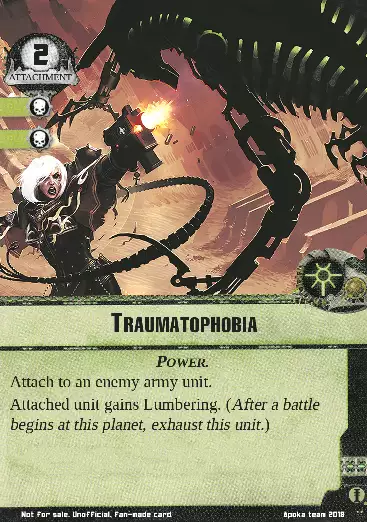 2
ATTACHMENT
TRAUMATOPHOBIA
POWER.
Attach to an enemy army unit.
Attached unit gains Lumbering. (After a battle
begins at this planet, exhaust this unit.)
Not for sale. Unofficial. Fan-made card Apoka team 2018